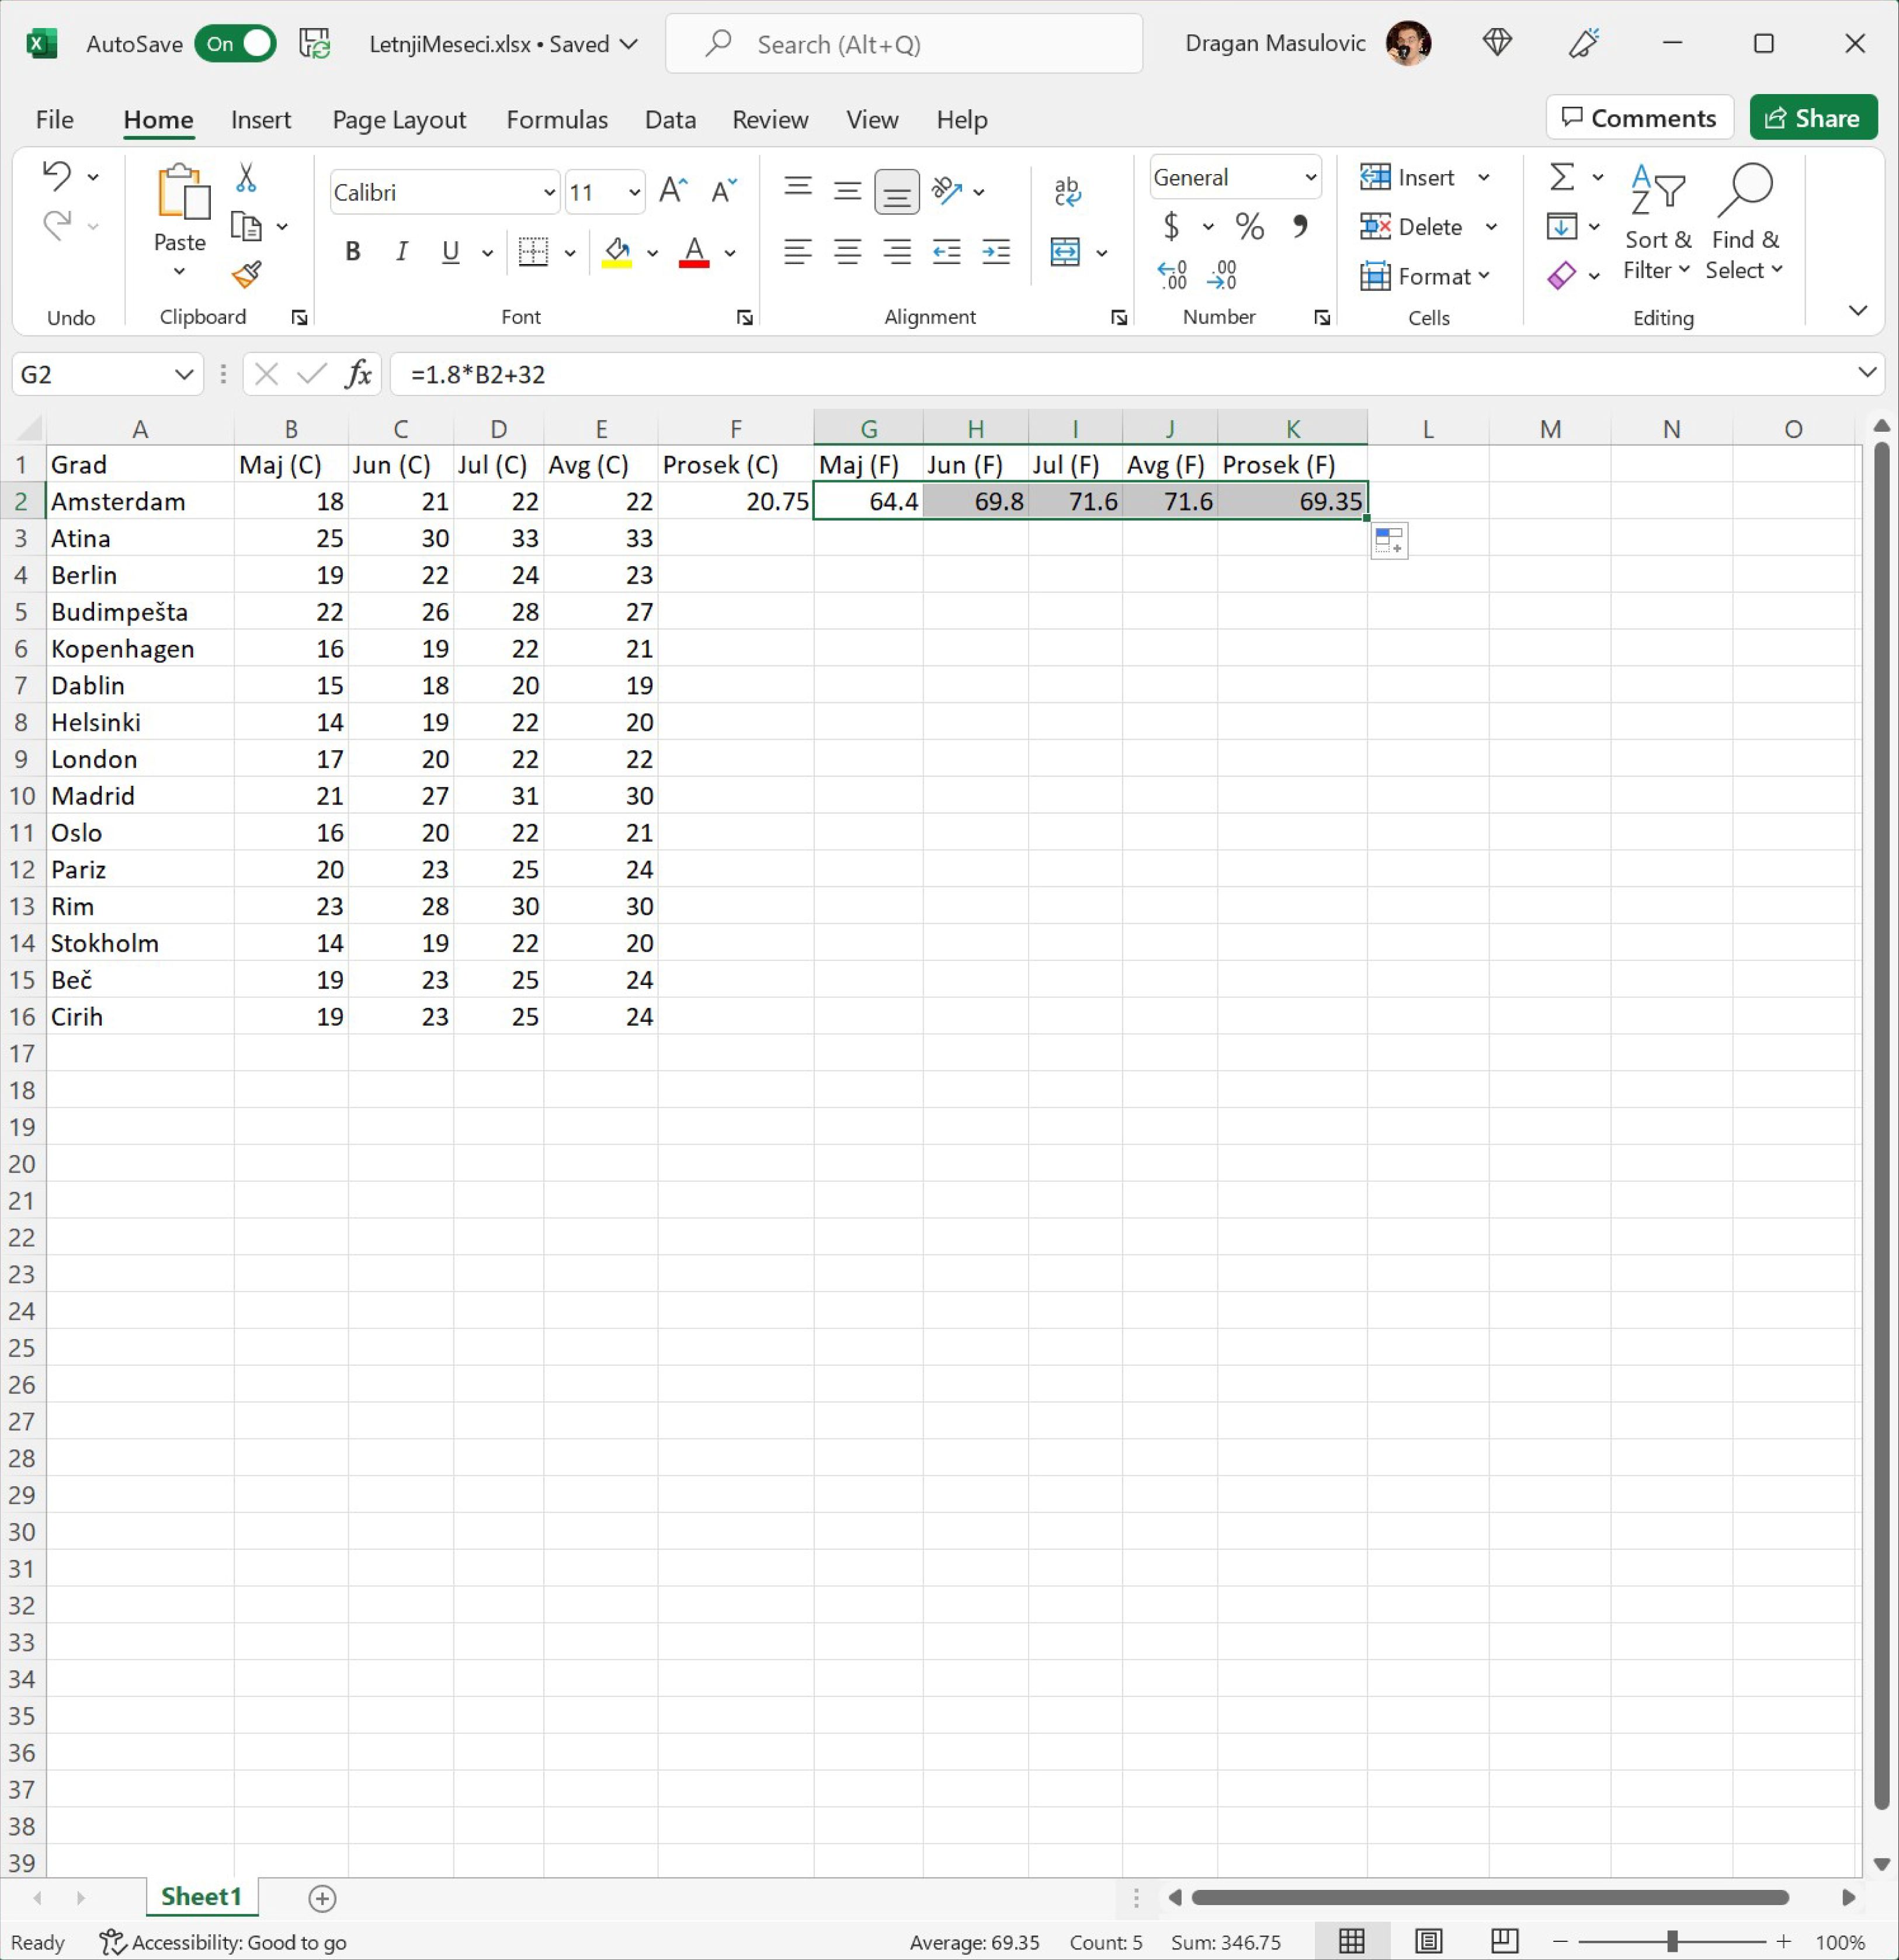 AutoSave On LetnjiMeseci.xlsx • Saved Search (Alt+Q) Dragan Masulovic
File Home Insert Page Layout Formulas Data Review View Help Comments Share
Calibri 11 General Insert
Paste B I U A $ % Delete Sort & Filter Find & Select
Format
Undo Clipboard Font Alignment Number Cells Editing
G2 fx =1.8*B2+32
A B C D E F G H I J K L M N O
1 Grad Maj (C) Jun (C) Jul (C) Avg (C) Prosek (C) Maj (F) Jun (F) Jul (F) Avg (F) Prosek (F)
2 Amsterdam 18 21 22 22 20.75 64.4 69.8 71.6 71.6 69.35
3 Atina 25 30 33 33
4 Berlin 19 22 24 23
5 Budimpešta 22 26 28 27
6 Kopenhagen 16 19 22 21
7 Dablin 15 18 20 19
8 Helsinki 14 19 22 20
9 London 17 20 22 22
10 Madrid 21 27 31 30
11 Oslo 16 20 22 21
12 Pariz 20 23 25 24
13 Rim 23 28 30 30
14 Stokholm 14 19 22 20
15 Beč 19 23 25 24
16 Cirih 19 23 25 24
17
18
19
20
21
22
23
24
25
26
27
28
29
30
31
32
33
34
35
36
37
38
39
Sheet1
Ready Accessibility: Good to go Average: 69.35 Count: 5 Sum: 346.75 100%